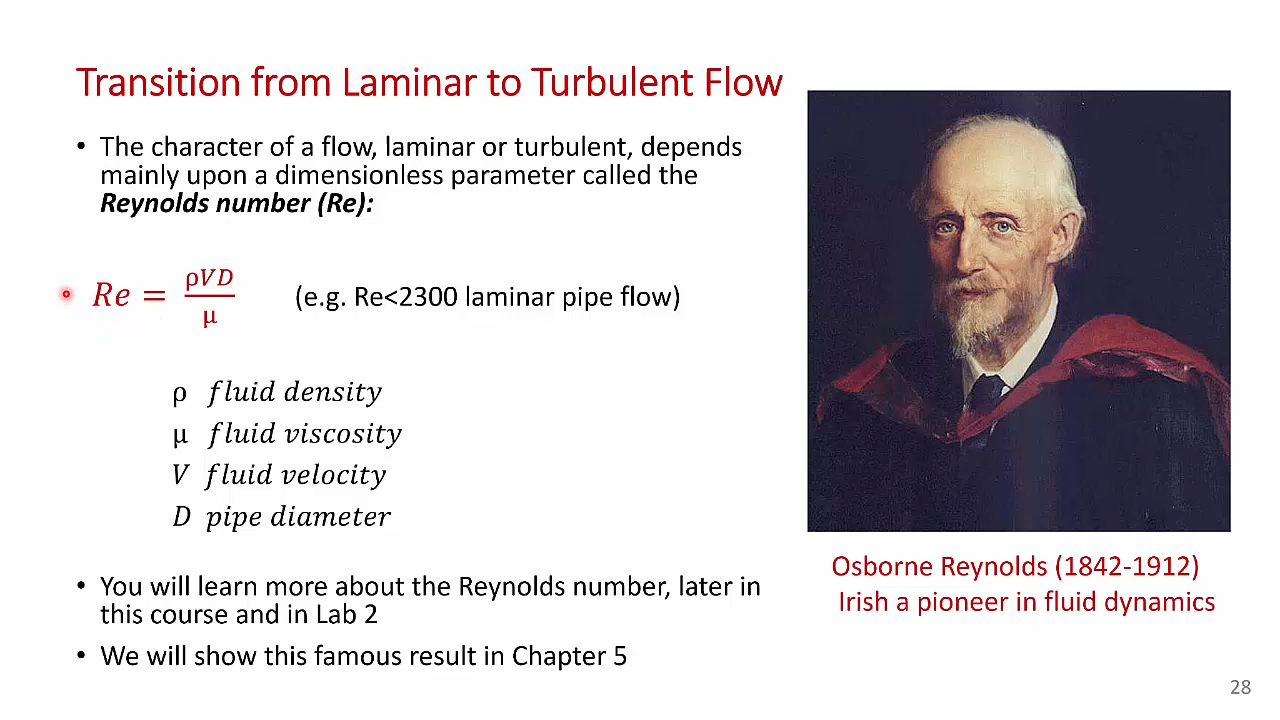 Transition from Laminar to Turbulent Flow
• The character of a flow, laminar or turbulent, depends
mainly upon a dimensionless parameter called the
Reynolds number (Re):
Re = ρVD/μ (e.g. Re<2300 laminar pipe flow)
ρ fluid density
μ fluid viscosity
V fluid velocity
D pipe diameter
• You will learn more about the Reynolds number, later in
this course and in Lab 2
• We will show this famous result in Chapter 5
Osborne Reynolds (1842-1912)
Irish a pioneer in fluid dynamics
28